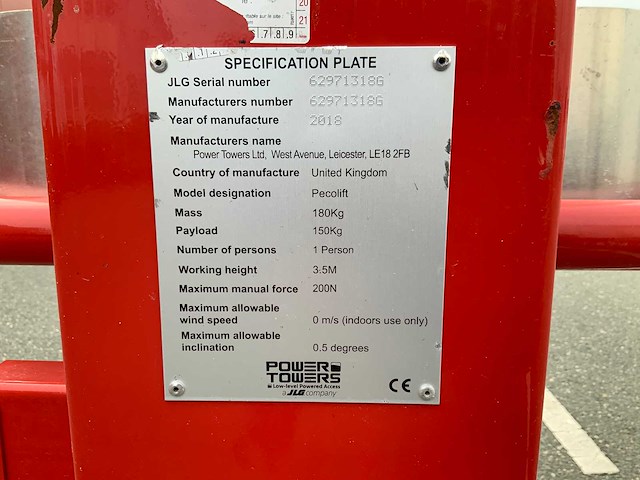 20
21
.7.8.9.
SPECIFICATION PLATE
JLG Serial number 62971318G
Manufacturers number 62971318G
Year of manufacture 2018
Manufacturers name
Power Towers Ltd, West Avenue, Leicester, LE18 2FB
Country of manufacture United Kingdom
Model designation Pecolift
Mass 180Kg
Payload 150Kg
Number of persons 1 Person
Working height 3.5M
Maximum manual force 200N
Maximum allowable
wind speed 0 m/s (indoors use only)
Maximum allowable
inclination 0.5 degrees
POWER
TOWERS
Low-level Powered Access
a JLG company
CE